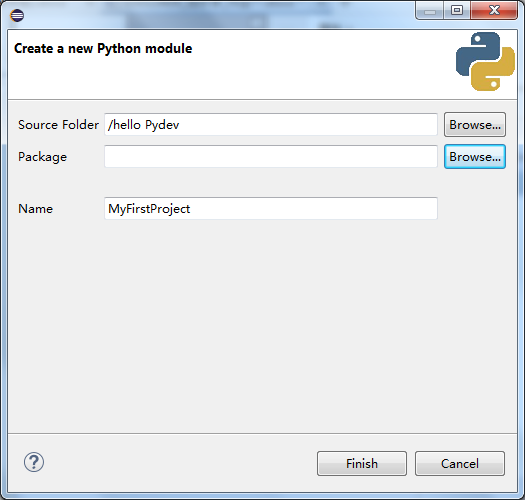 Create a new Python module
Source Folder /hello Pydev Browse...
Package Browse...
Name MyFirstProject
? Finish Cancel